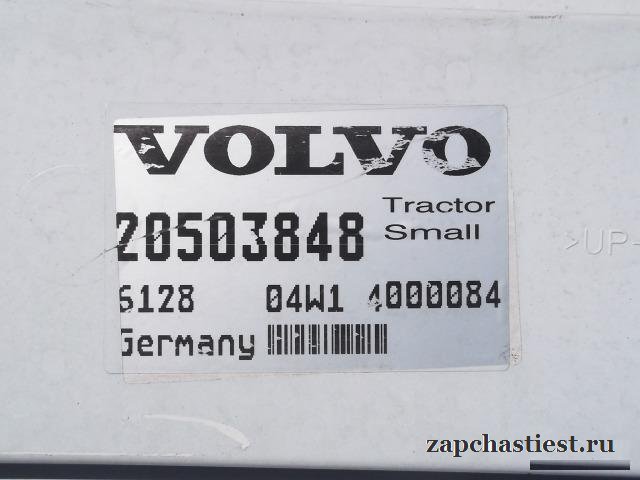 VOLVO
20503848 Tractor Small
6128 04W1 4000084
Germany
>UP-
zapchastiest.ru